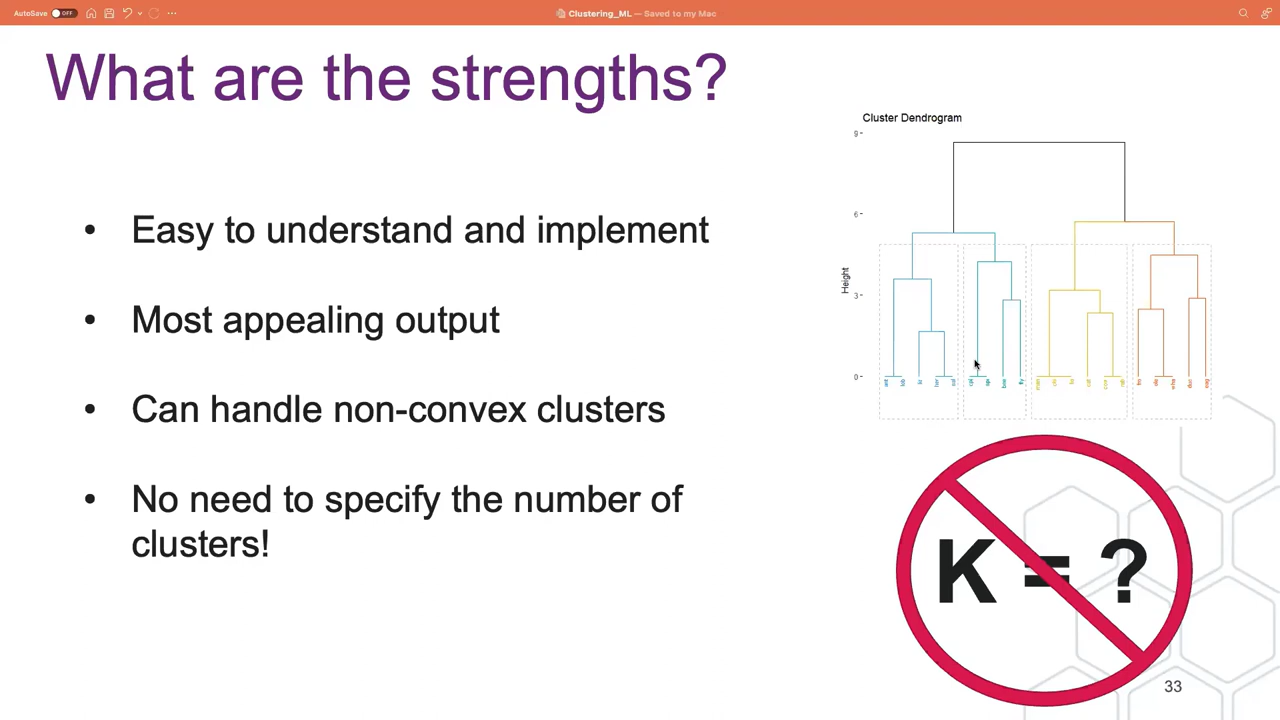 AutoSave OFF
Clustering_ML — Saved to my Mac
What are the strengths?
• Easy to understand and implement
• Most appealing output
• Can handle non-convex clusters
• No need to specify the number of
clusters!
Cluster Dendrogram
Height
9
6
3
0
K = ?
33